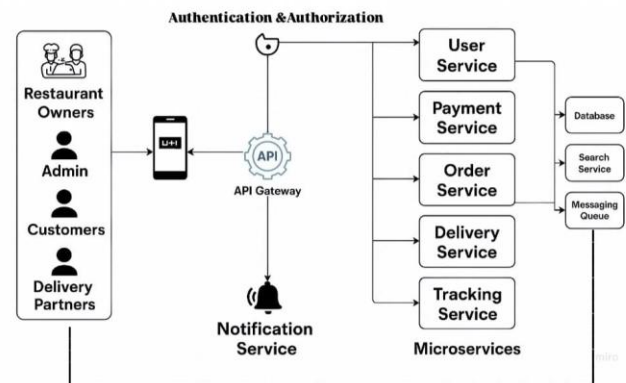 Authentication &Authorization
Restaurant
Owners
Admin
Customers
Delivery
Partners
API
API Gateway
Notification
Service
User
Service
Payment
Service
Order
Service
Delivery
Service
Tracking
Service
Microservices
Database
Search
Service
Messaging
Queue
miro